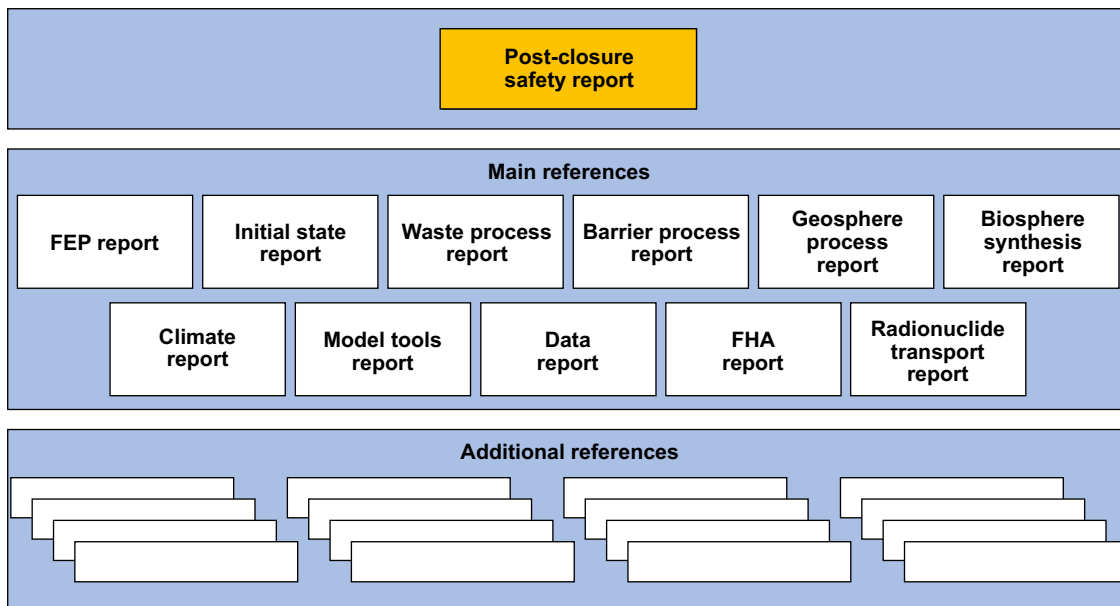 Post-closure
safety report
Main references
FEP report
Initial state
report
Waste process
report
Barrier process
report
Geosphere
process
report
Biosphere
synthesis
report
Climate
report
Model tools
report
Data
report
FHA
report
Radionuclide
transport
report
Additional references